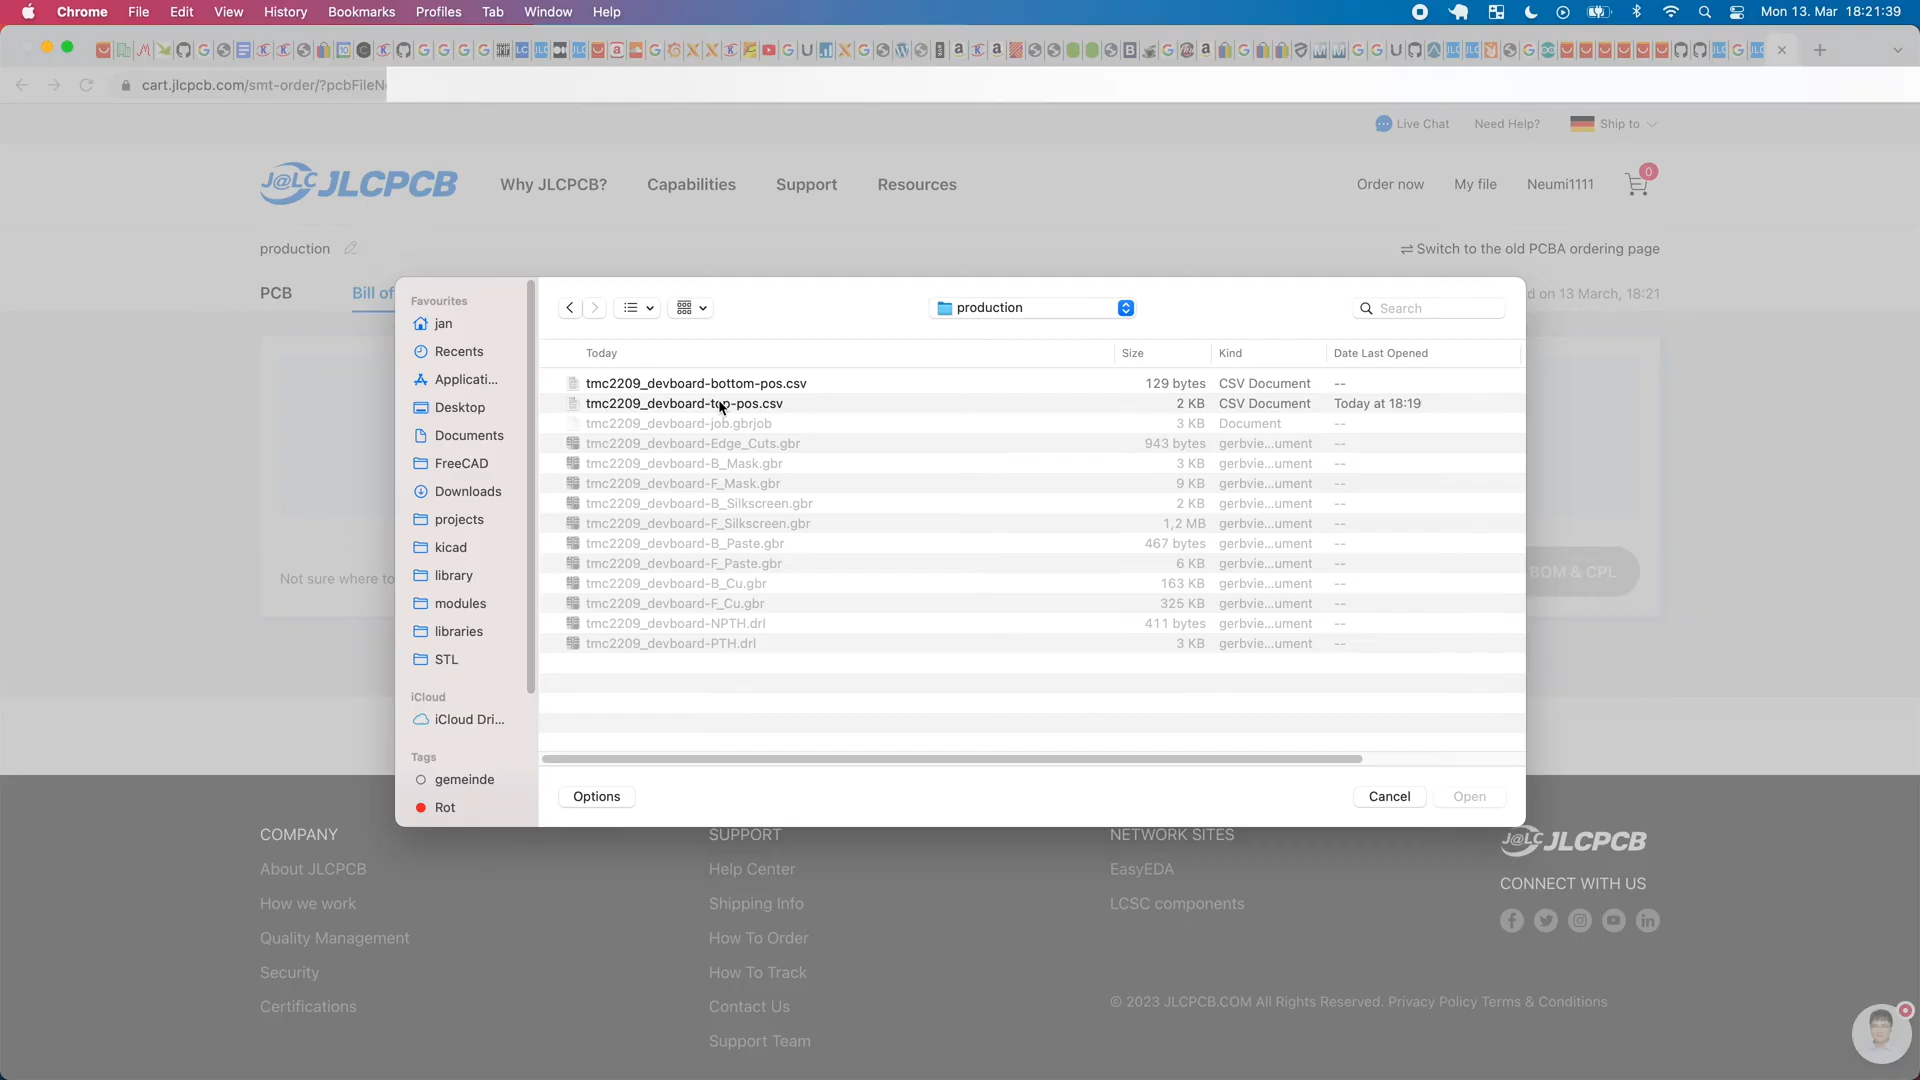 Chrome File Edit View History Bookmarks Profiles Tab Window Help Mon 13. Mar 18:21:39
cart.jlcpcb.com/smt-order/?pcbFileN
Live Chat Need Help? Ship to
J@LC JLCPCB Why JLCPCB? Capabilities Support Resources Order now My file Neumi1111 0
production ⇌ Switch to the old PCBA ordering page
PCB Bill of d on 13 March, 18:21
Favourites
jan
Recents
Applicati...
Desktop
Documents
FreeCAD
Downloads
projects
kicad
library
modules
libraries
STL
iCloud
iCloud Dri...
Tags
gemeinde
Rot
production Search
Today Size Kind Date Last Opened
tmc2209_devboard-bottom-pos.csv 129 bytes CSV Document --
tmc2209_devboard-top-pos.csv 2 KB CSV Document Today at 18:19
tmc2209_devboard-job.gbrjob 3 KB Document --
tmc2209_devboard-Edge_Cuts.gbr 943 bytes gerbvie...ument --
tmc2209_devboard-B_Mask.gbr 3 KB gerbvie...ument --
tmc2209_devboard-F_Mask.gbr 9 KB gerbvie...ument --
tmc2209_devboard-B_Silkscreen.gbr 2 KB gerbvie...ument --
tmc2209_devboard-F_Silkscreen.gbr 1,2 MB gerbvie...ument --
tmc2209_devboard-B_Paste.gbr 467 bytes gerbvie...ument --
tmc2209_devboard-F_Paste.gbr 6 KB gerbvie...ument --
tmc2209_devboard-B_Cu.gbr 163 KB gerbvie...ument --
tmc2209_devboard-F_Cu.gbr 325 KB gerbvie...ument --
tmc2209_devboard-NPTH.drl 411 bytes gerbvie...ument --
tmc2209_devboard-PTH.drl 3 KB gerbvie...ument --
Options Cancel Open
Not sure where to
BOM & CPL
COMPANY
About JLCPCB
How we work
Quality Management
Security
Certifications
SUPPORT
Help Center
Shipping Info
How To Order
How To Track
Contact Us
Support Team
NETWORK SITES
EasyEDA
LCSC components
J@LC JLCPCB
CONNECT WITH US
© 2023 JLCPCB.COM All Rights Reserved. Privacy Policy Terms & Conditions